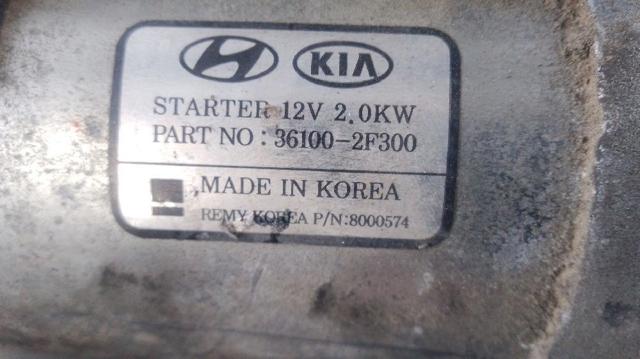 KIA
STARTER 12V 2.0KW
PART NO : 36100-2F300
MADE IN KOREA
REMY KOREA P/N:8000574